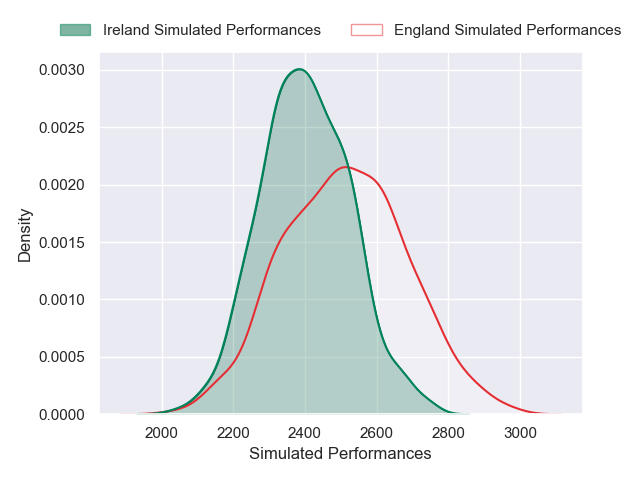 Ireland Simulated Performances
England Simulated Performances
0.0030
0.0025
0.0020
0.0015
0.0010
0.0005
0.0000
Density
2000 2200 2400 2600 2800 3000
Simulated Performances